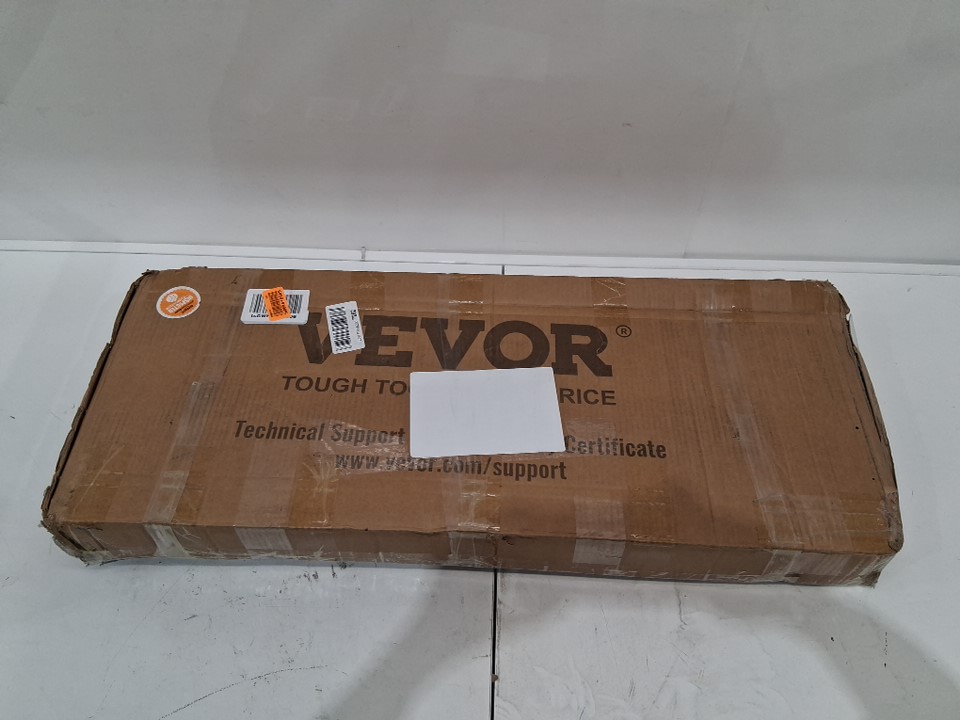 VEVOR®
TOUGH TO RICE
Technical Support Certificate
www.vevor.com/support